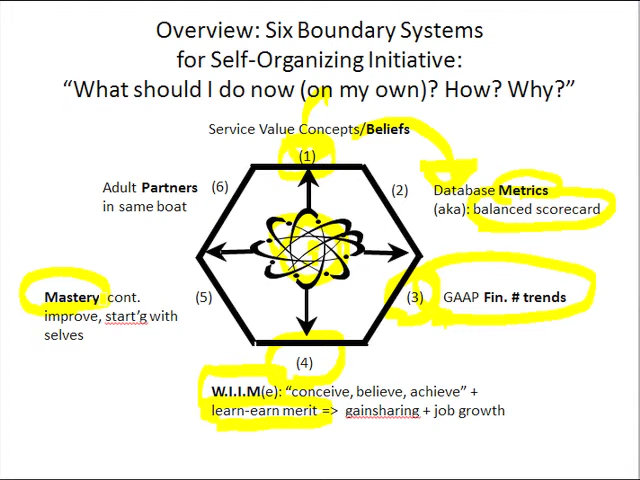 Overview: Six Boundary Systems
for Self-Organizing Initiative:
“What should I do now (on my own)? How? Why?”
Service Value Concepts/Beliefs
(1)
Adult Partners
in same boat
(6)
(2)
Database Metrics
(aka): balanced scorecard
Mastery cont.
improve, start’g with
selves
(5)
(3)
GAAP Fin. # trends
(4)
W.I.I.M(e): “conceive, believe, achieve” +
learn-earn merit => gainsharing + job growth